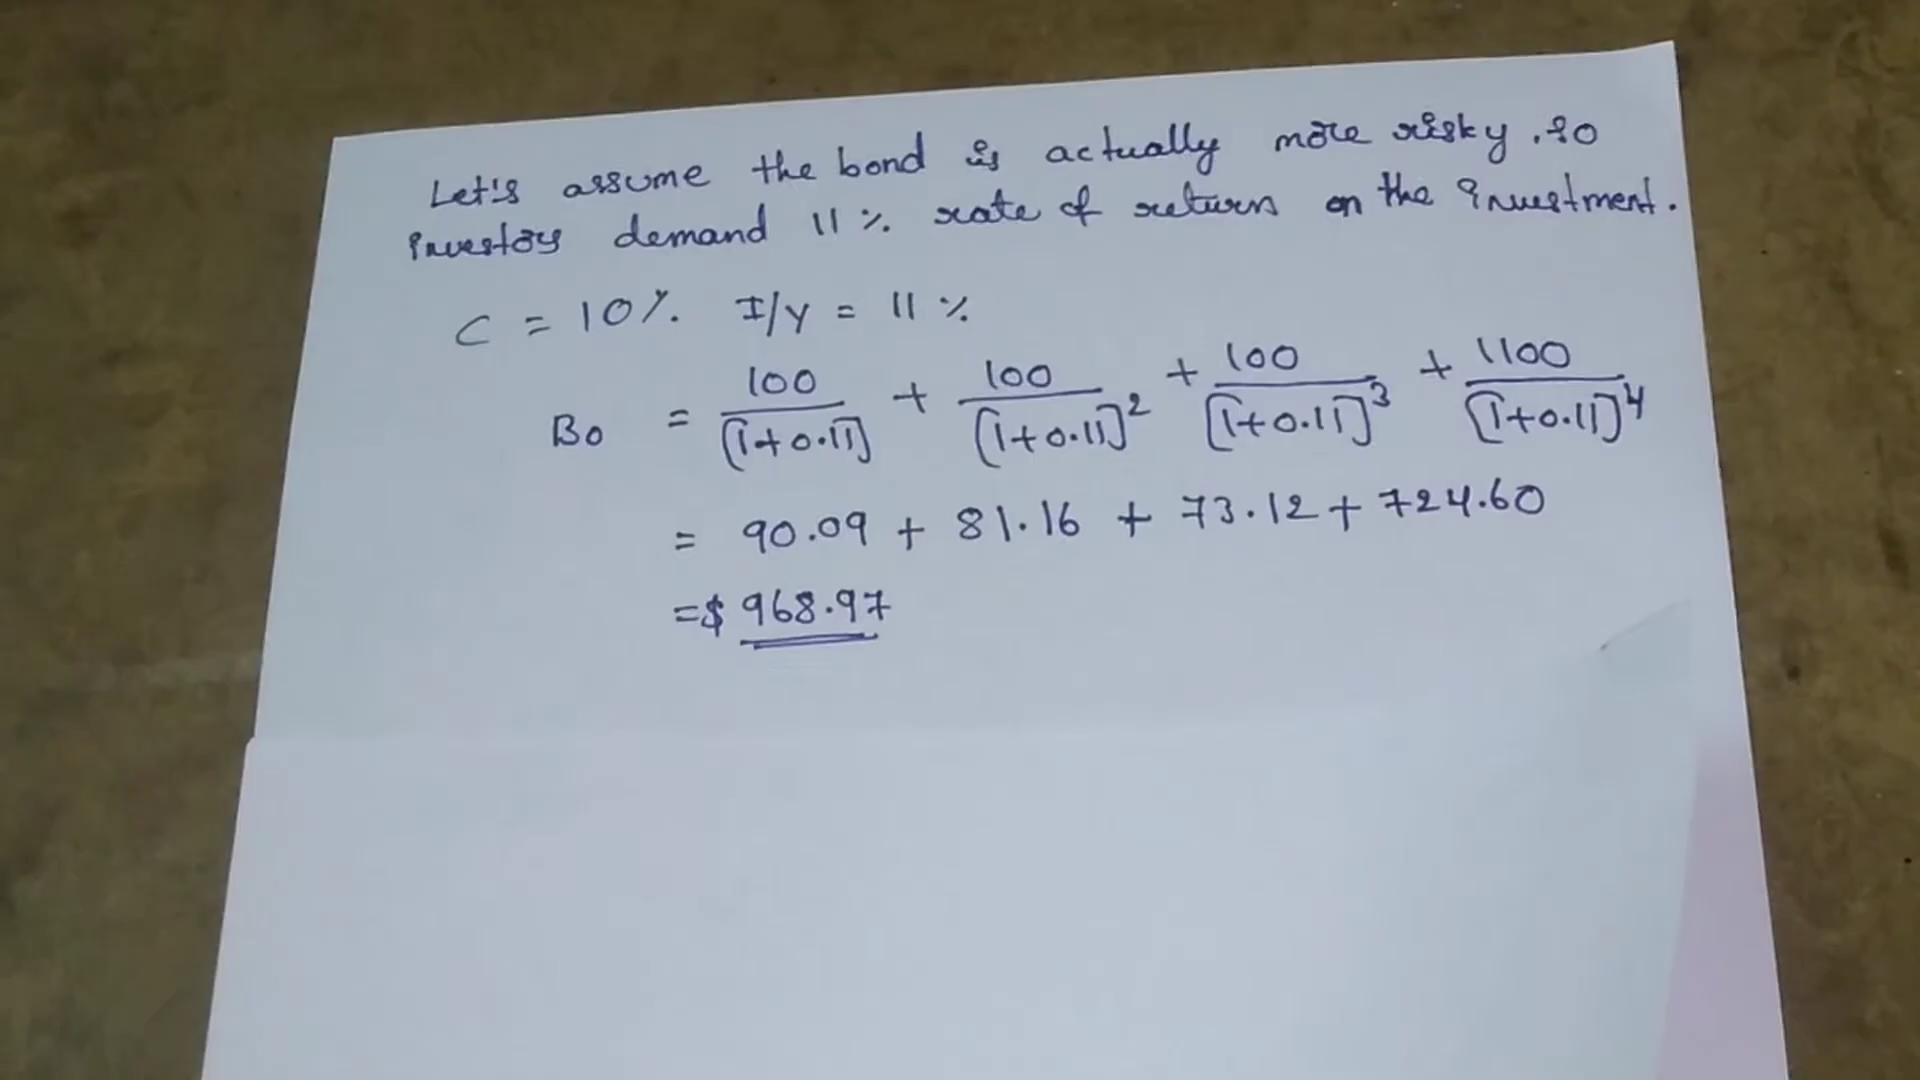 Let's assume the bond is actually more risky, so
investors demand 11% rate of return on the investment.
C = 10%. I/Y = 11%
B0 = 100/[1+0.11] + 100/[1+0.11]^2 + 100/[1+0.11]^3 + 1100/[1+0.11]^4
= 90.09 + 81.16 + 73.12 + 724.60
= $ 968.97